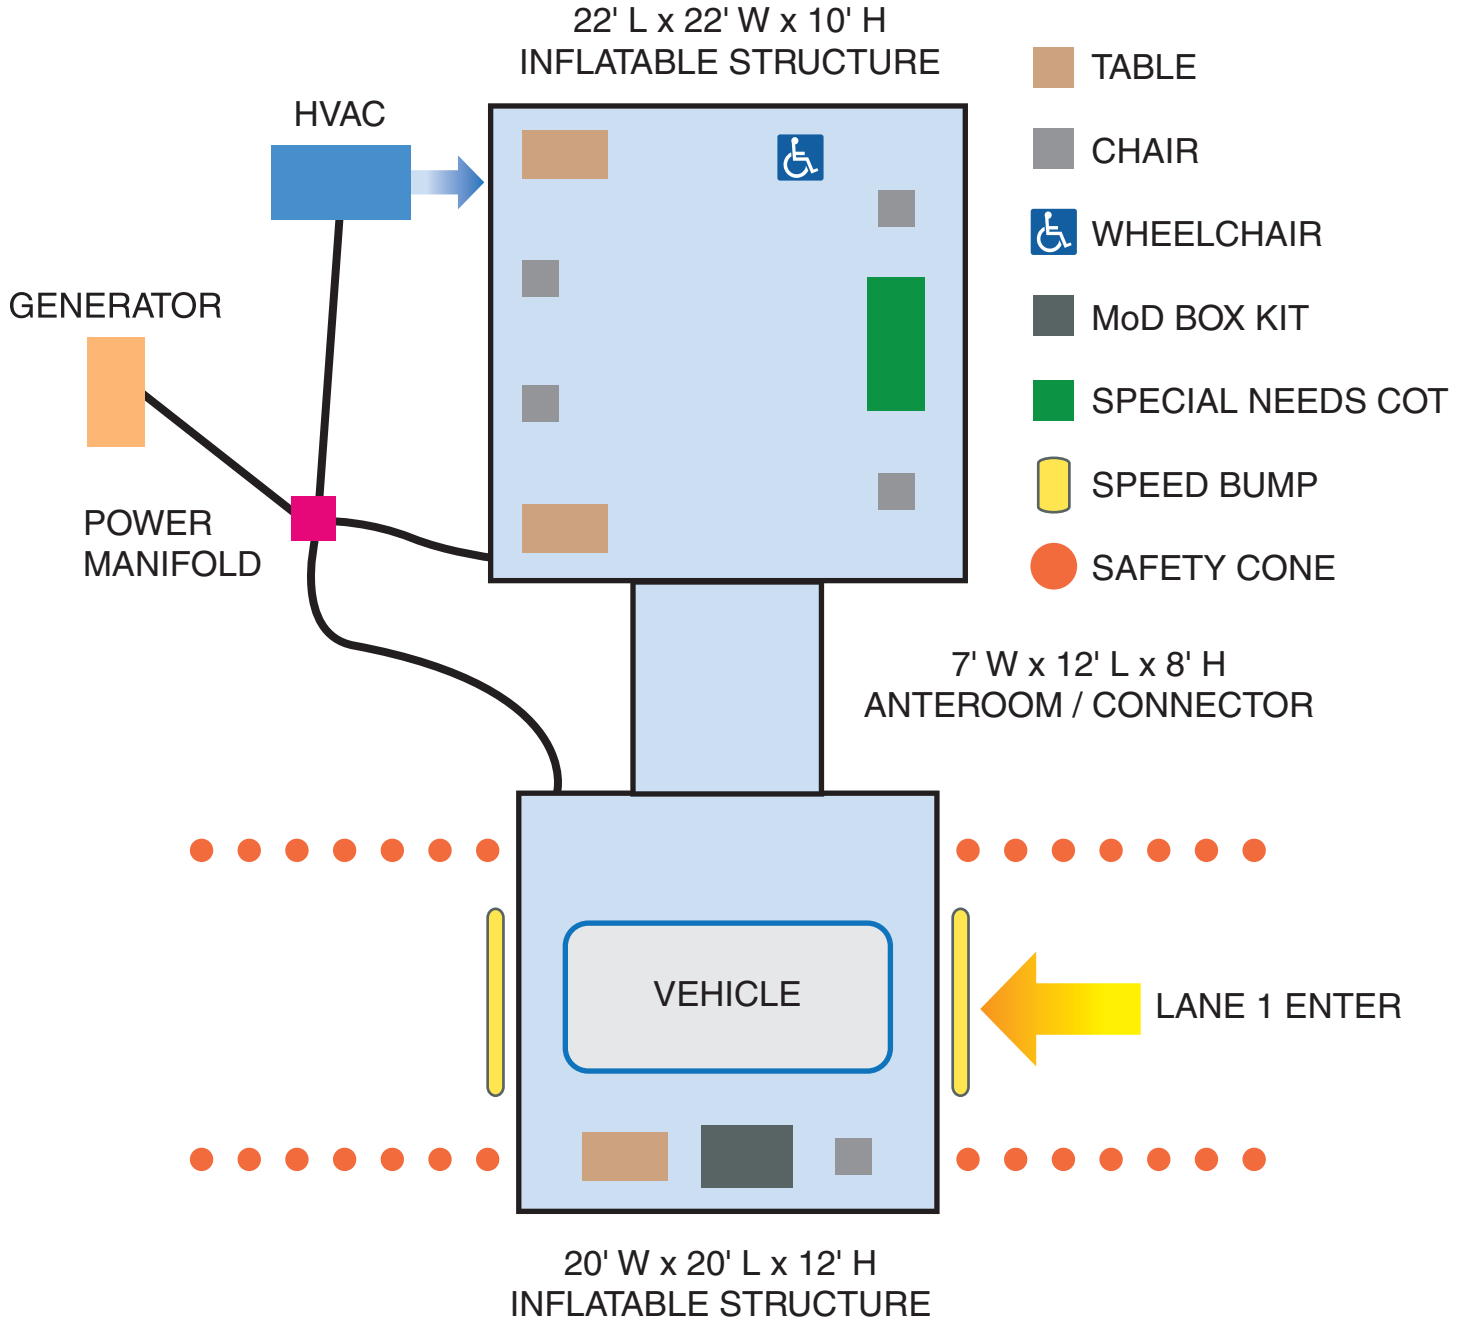 22' L x 22' W x 10' H
INFLATABLE STRUCTURE
TABLE
HVAC
CHAIR
WHEELCHAIR
GENERATOR
MoD BOX KIT
SPECIAL NEEDS COT
SPEED BUMP
POWER
MANIFOLD
SAFETY CONE
7' W x 12' L x 8' H
ANTEROOM / CONNECTOR
VEHICLE
LANE 1 ENTER
20' W x 20' L x 12' H
INFLATABLE STRUCTURE